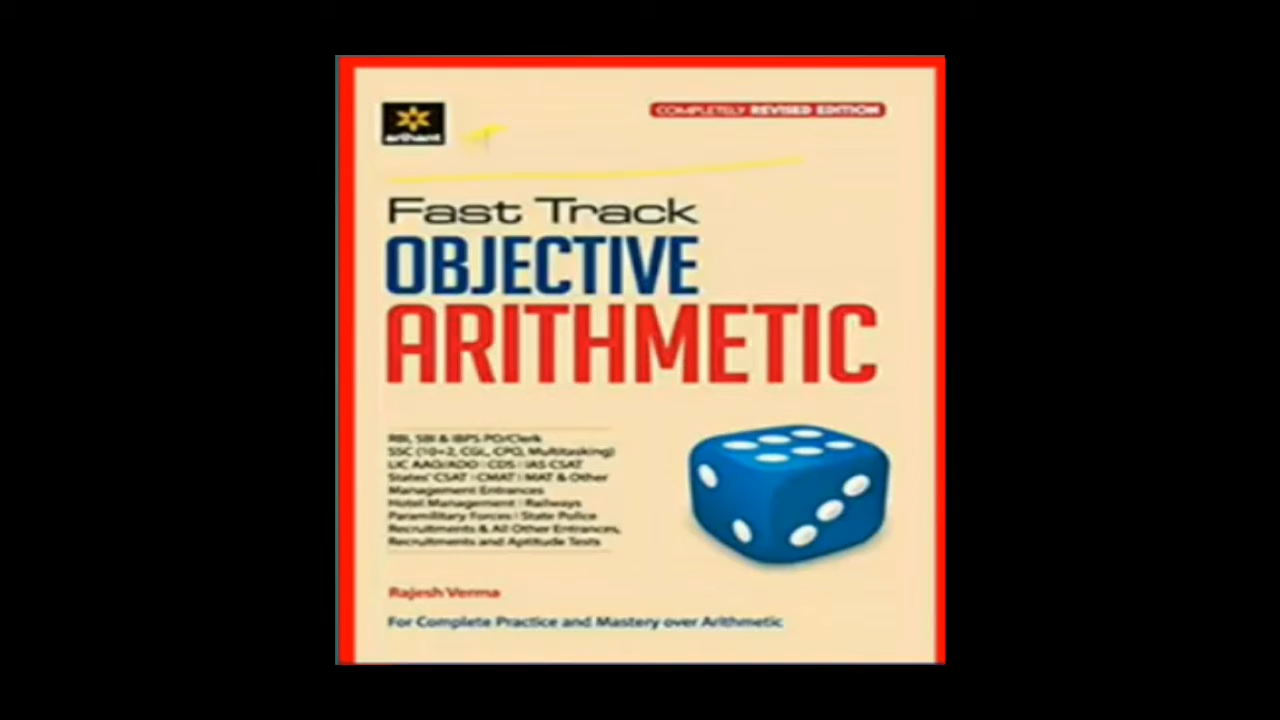 arihant
COMPLETELY REVISED EDITION
Fast Track
OBJECTIVE
ARITHMETIC
RBI, SBI & IBPS PO/Clerk
SSC (10+2, CGL, CPO, Multitasking)
LIC AAO/ADO | CDS | IAS CSAT
States' CSAT | CMAT | MAT & Other
Management Entrances
Hotel Management | Railways
Paramilitary Forces | State Police
Recruitments & All Other Entrances,
Recruitments and Aptitude Tests
Rajesh Verma
For Complete Practice and Mastery over Arithmetic